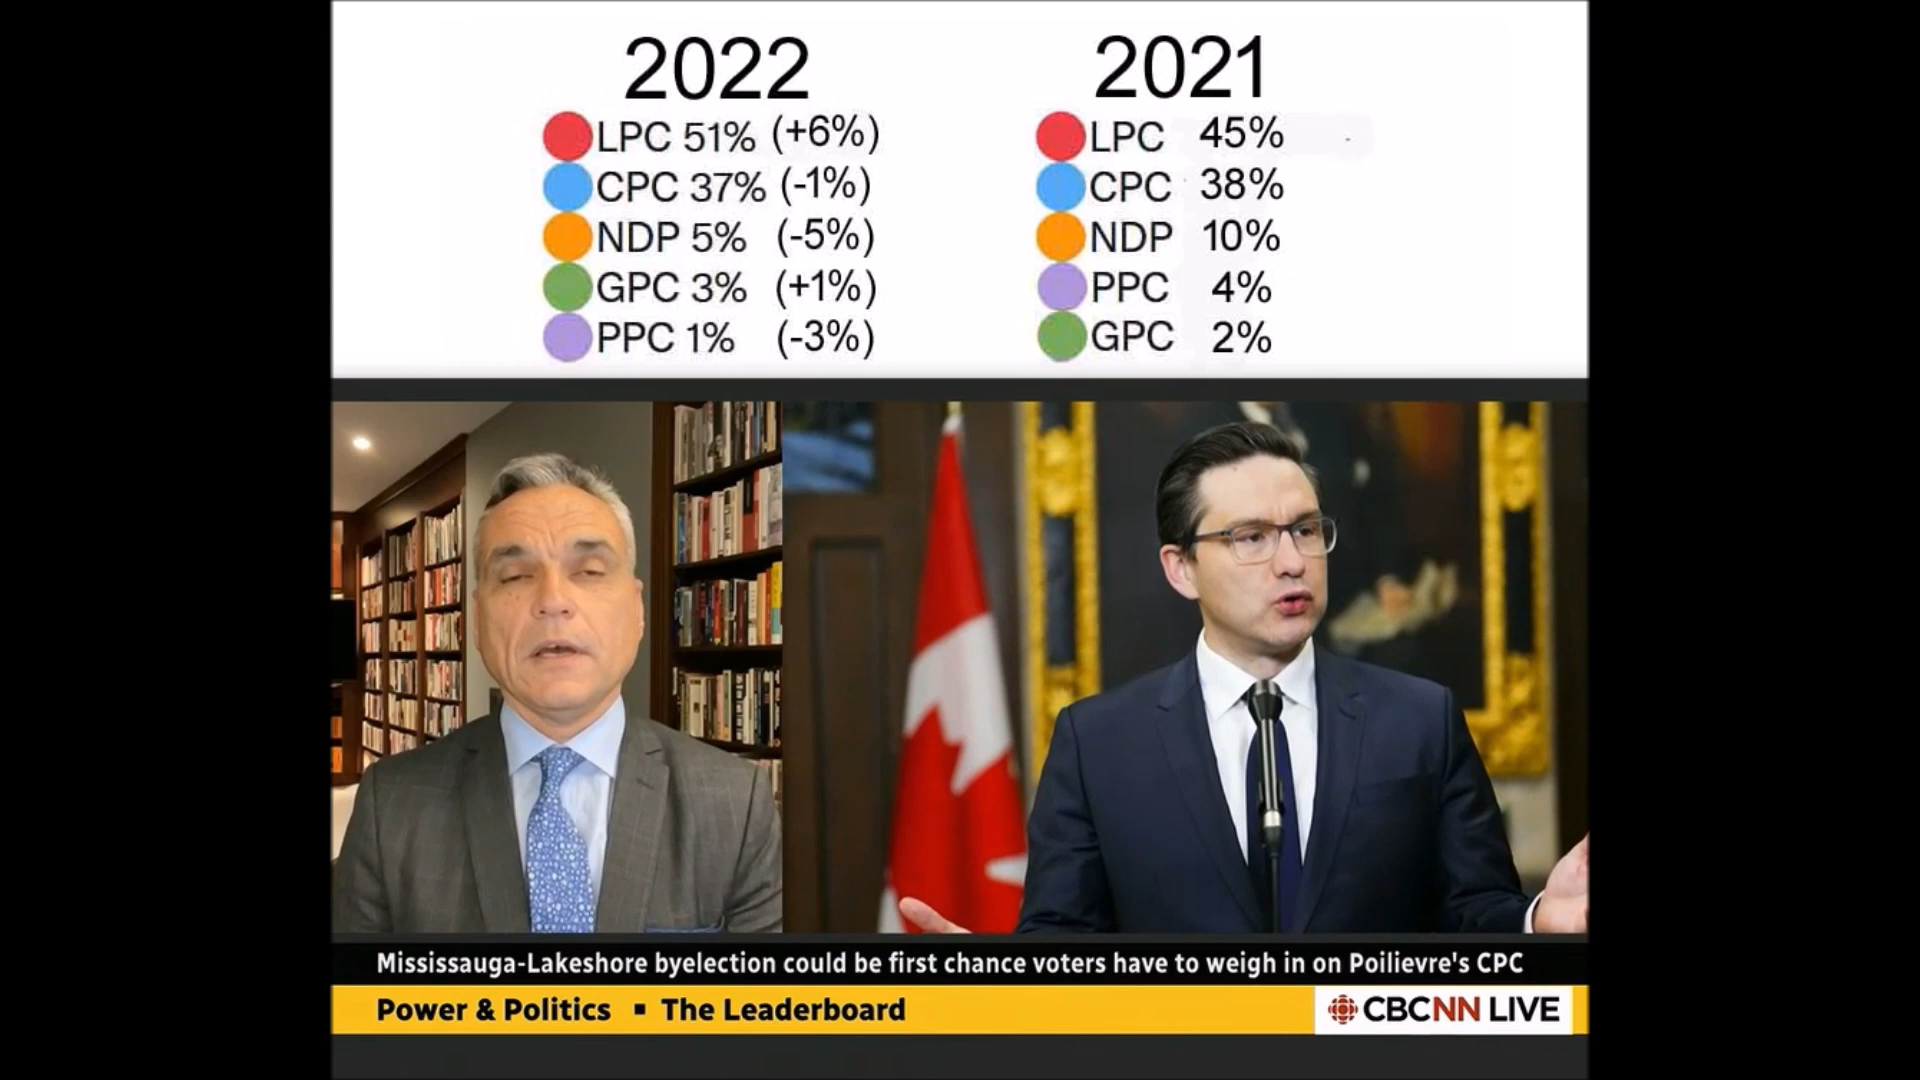 2022
LPC 51% (+6%)
CPC 37% (-1%)
NDP 5% (-5%)
GPC 3% (+1%)
PPC 1% (-3%)
2021
LPC 45%
CPC 38%
NDP 10%
PPC 4%
GPC 2%
Mississauga-Lakeshore byelection could be first chance voters have to weigh in on Poilievre's CPC
Power & Politics ▪ The Leaderboard
CBCNN LIVE